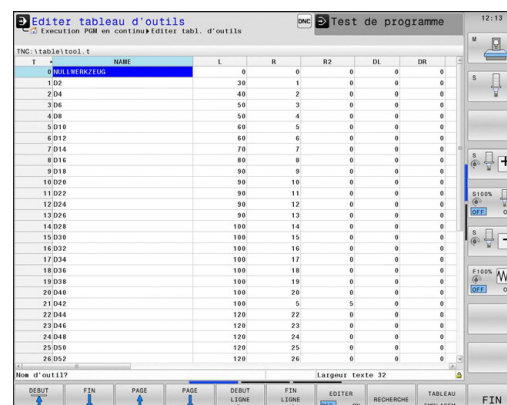 Editer tableau d'outils
DNC
Test de programme
12:13
Execution PGM en continu Editer tabl. d'outils
TNC:\table\tool.t
T NAME L R R2 DL DR
0 NULLWERKZEUG 0 0 0 0 0
1 D2 30 1 0 0 0
2 D4 40 2 0 0 0
3 D6 50 3 0 0 0
4 D8 50 4 0 0 0
5 D10 60 5 0 0 0
6 D12 60 6 0 0 0
7 D14 70 7 0 0 0
8 D16 80 8 0 0 0
9 D18 90 9 0 0 0
10 D20 90 10 0 0 0
11 D22 90 11 0 0 0
12 D24 90 12 0 0 0
13 D26 90 13 0 0 0
14 D28 100 14 0 0 0
15 D30 100 15 0 0 0
16 D32 100 16 0 0 0
17 D34 100 17 0 0 0
18 D36 100 18 0 0 0
19 D38 100 19 0 0 0
20 D40 100 20 0 0 0
21 D42 100 5 5 0 0
22 D44 120 22 0 0 0
23 D46 120 23 0 0 0
24 D48 120 24 0 0 0
25 D50 120 25 0 0 0
26 D52 120 26 0 0 0
Nom d'outil? Largeur texte 32
M
S
S
S100%
OFF
S
F100%
OFF
DEBUT
FIN
PAGE
PAGE
DEBUT
LIGNE
FIN
LIGNE
EDITER
OFF ON
RECHERCHE
TABLEAU
FIN